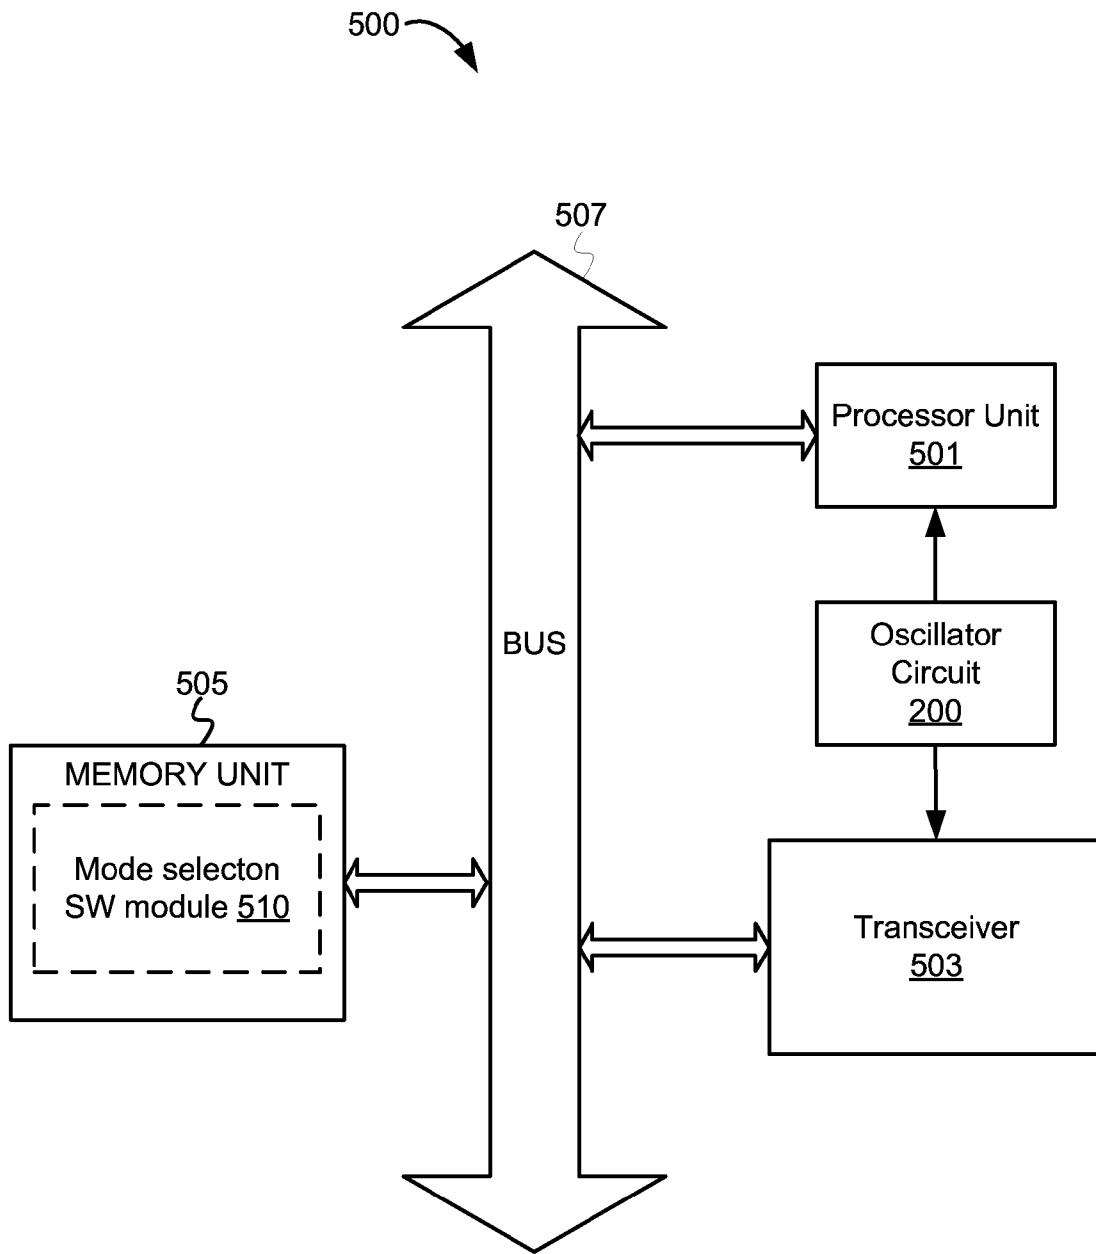 500
507
Processor Unit
501
BUS
Oscillator
Circuit
200
505
MEMORY UNIT
Mode selecton
SW module 510
Transceiver
503